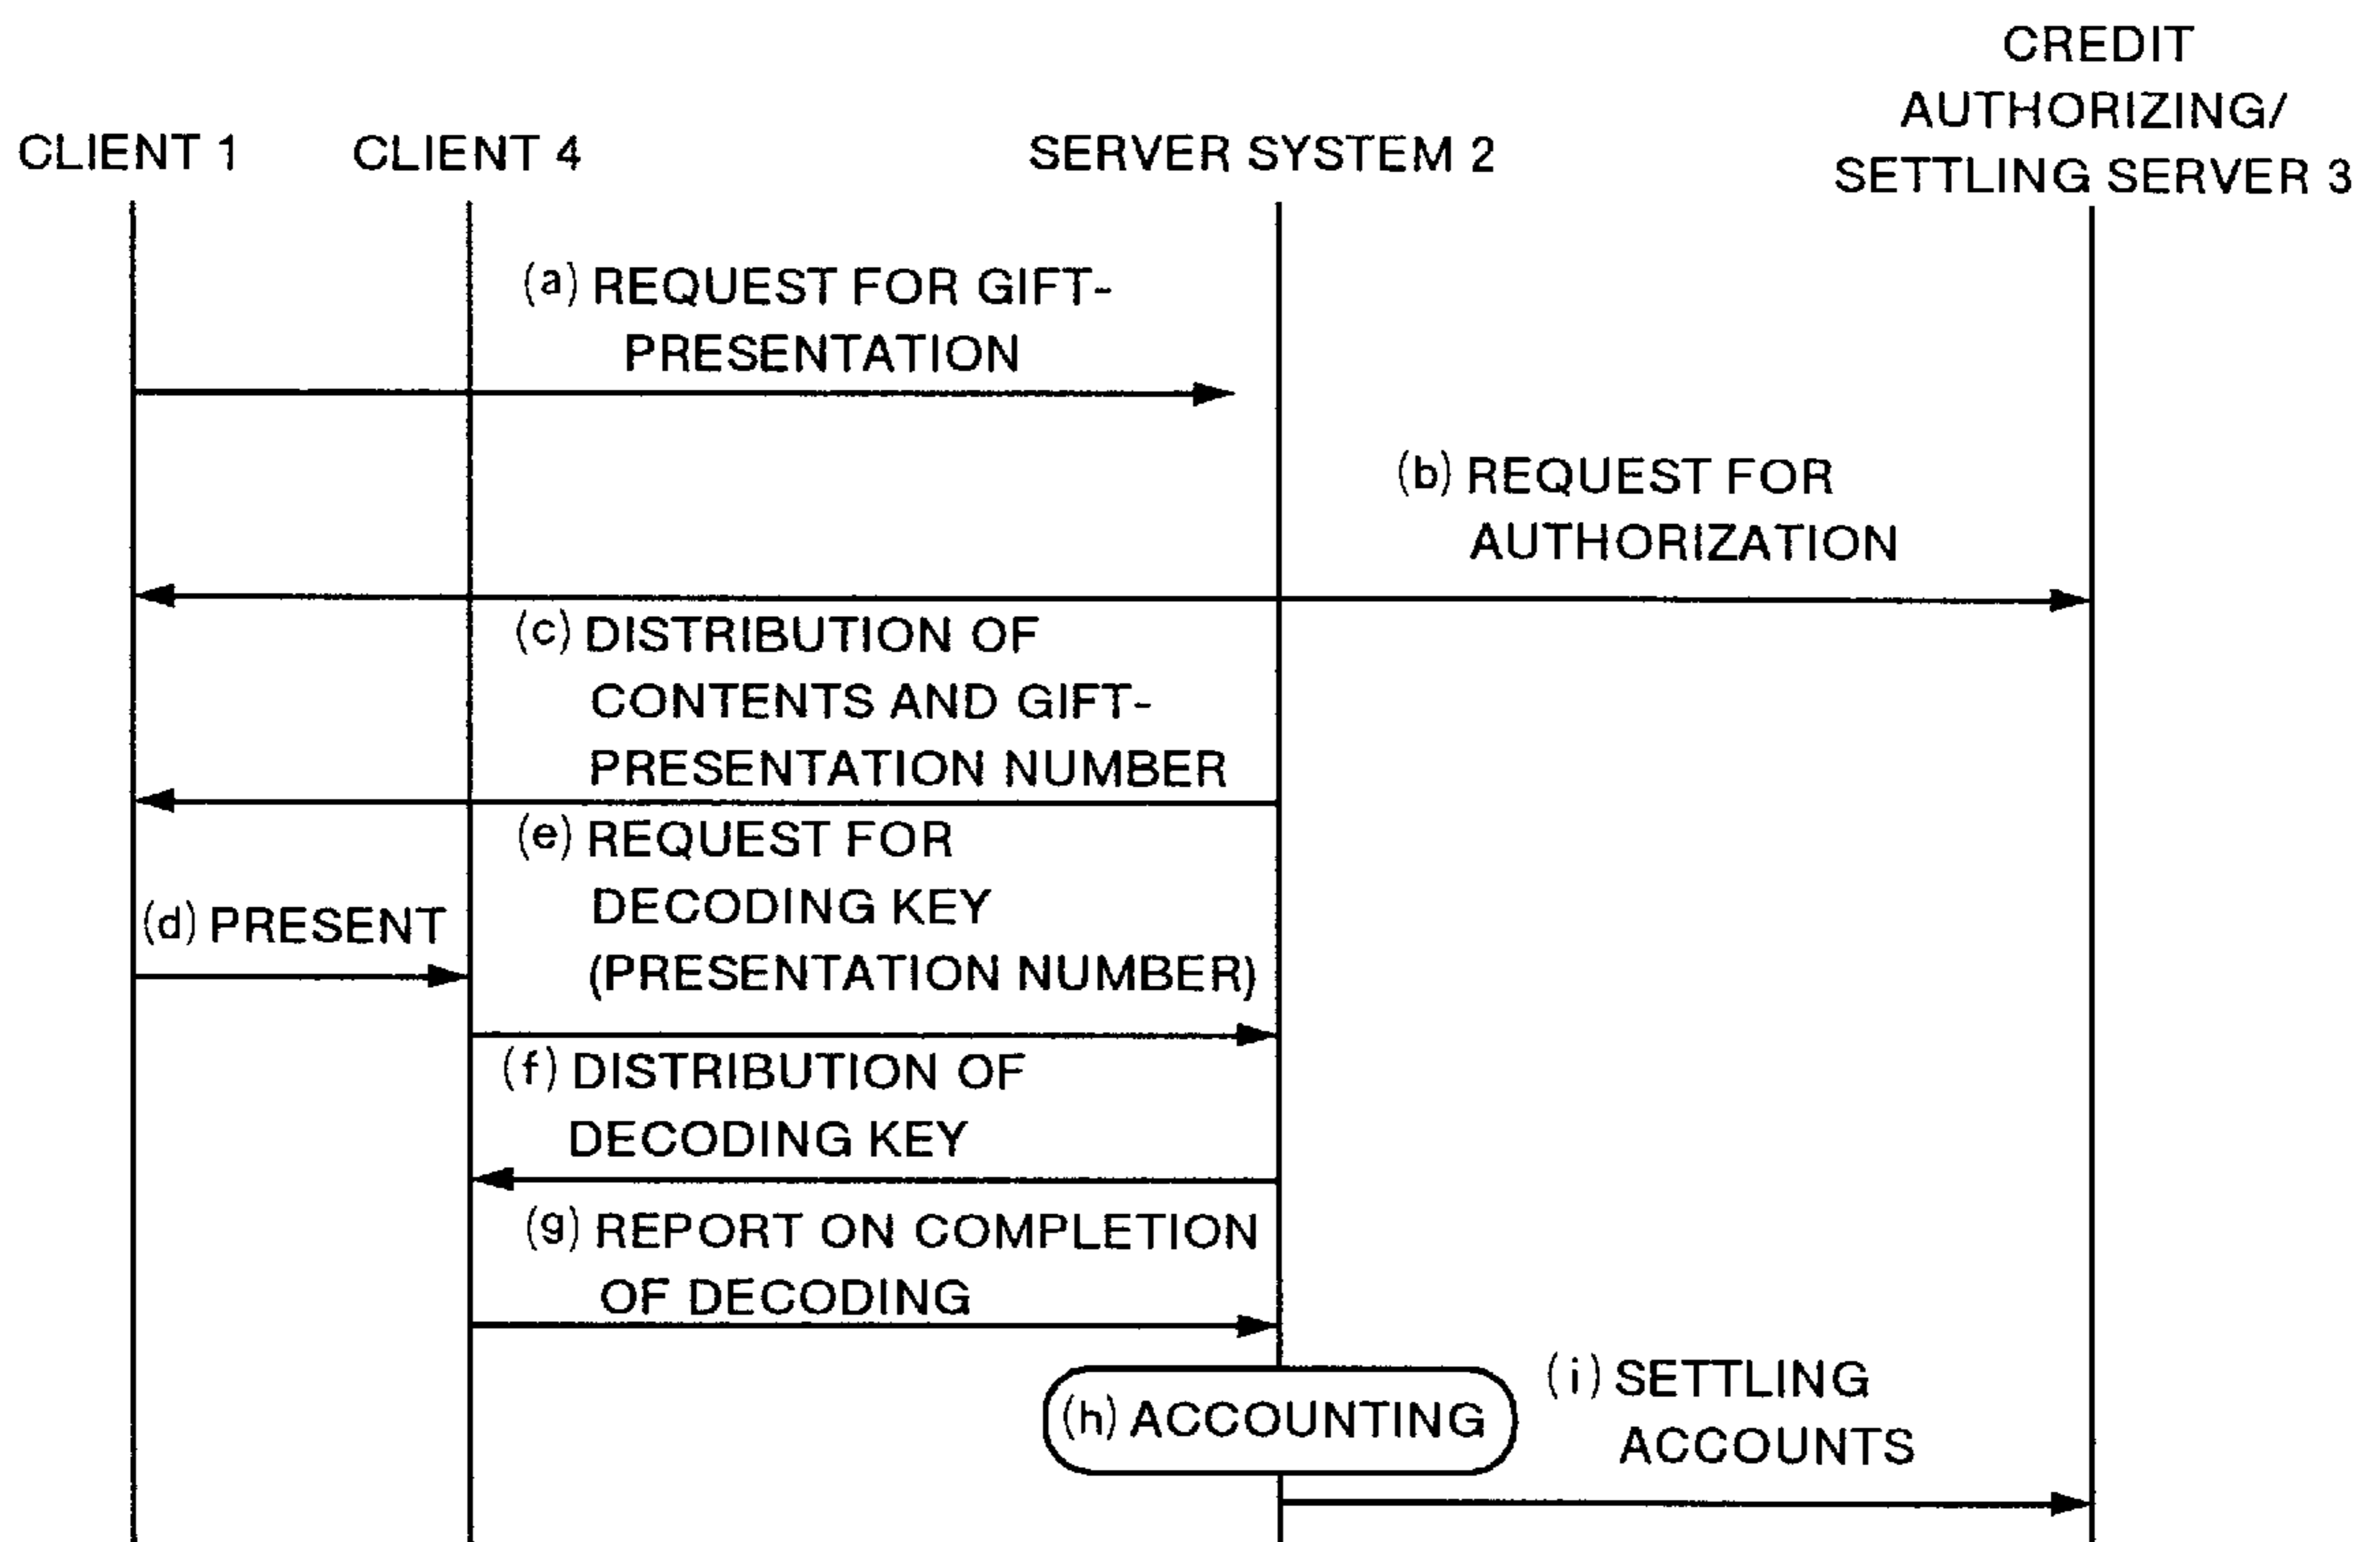 CLIENT 1
CLIENT 4
SERVER SYSTEM 2
CREDIT
AUTHORIZING/
SETTLING SERVER 3
(a) REQUEST FOR GIFT-
PRESENTATION
(b) REQUEST FOR
AUTHORIZATION
(c) DISTRIBUTION OF
CONTENTS AND GIFT-
PRESENTATION NUMBER
(d) PRESENT
(e) REQUEST FOR
DECODING KEY
(PRESENTATION NUMBER)
(f) DISTRIBUTION OF
DECODING KEY
(g) REPORT ON COMPLETION
OF DECODING
(h) ACCOUNTING
(i) SETTLING
ACCOUNTS